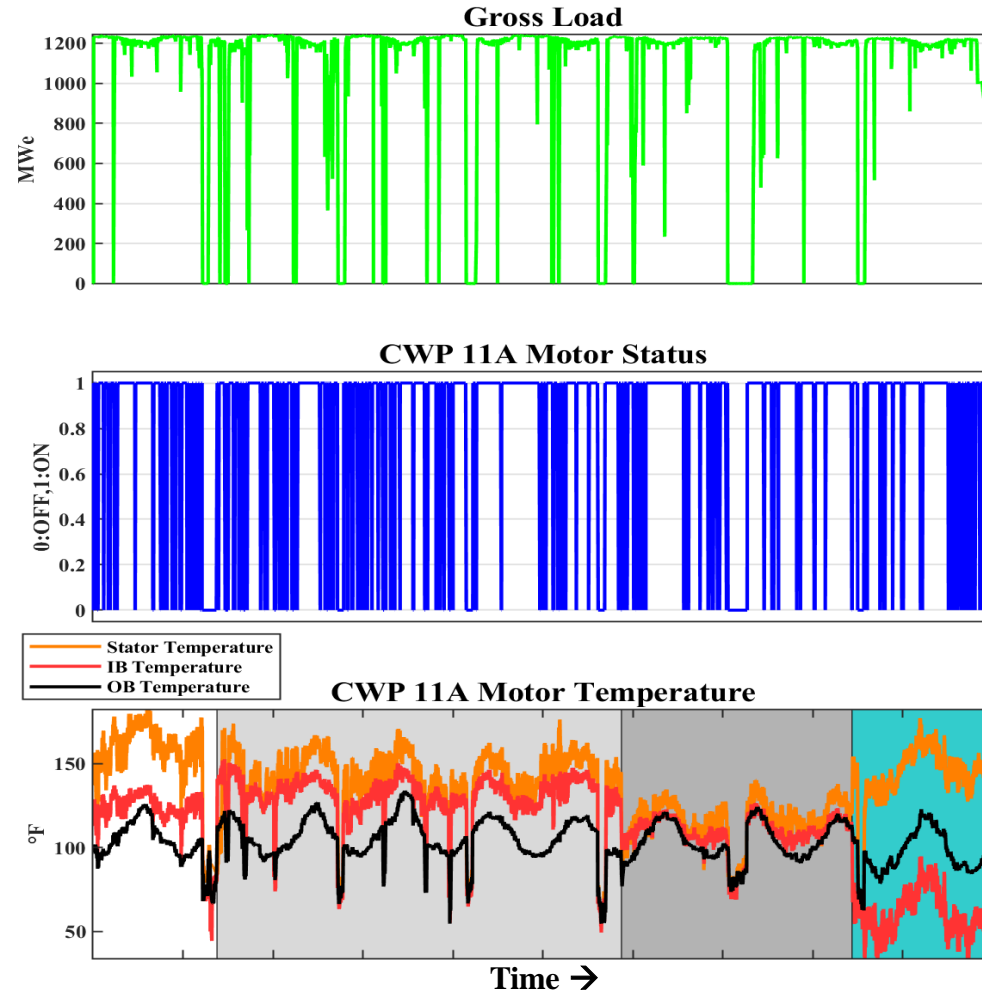 Gross Load
1200
1000
800
600
400
200
0
MWe
CWP 11A Motor Status
1
0.8
0.6
0.4
0.2
0
0:OFF,1:ON
Stator Temperature
IB Temperature
OB Temperature
CWP 11A Motor Temperature
150
100
50
°F
Time →